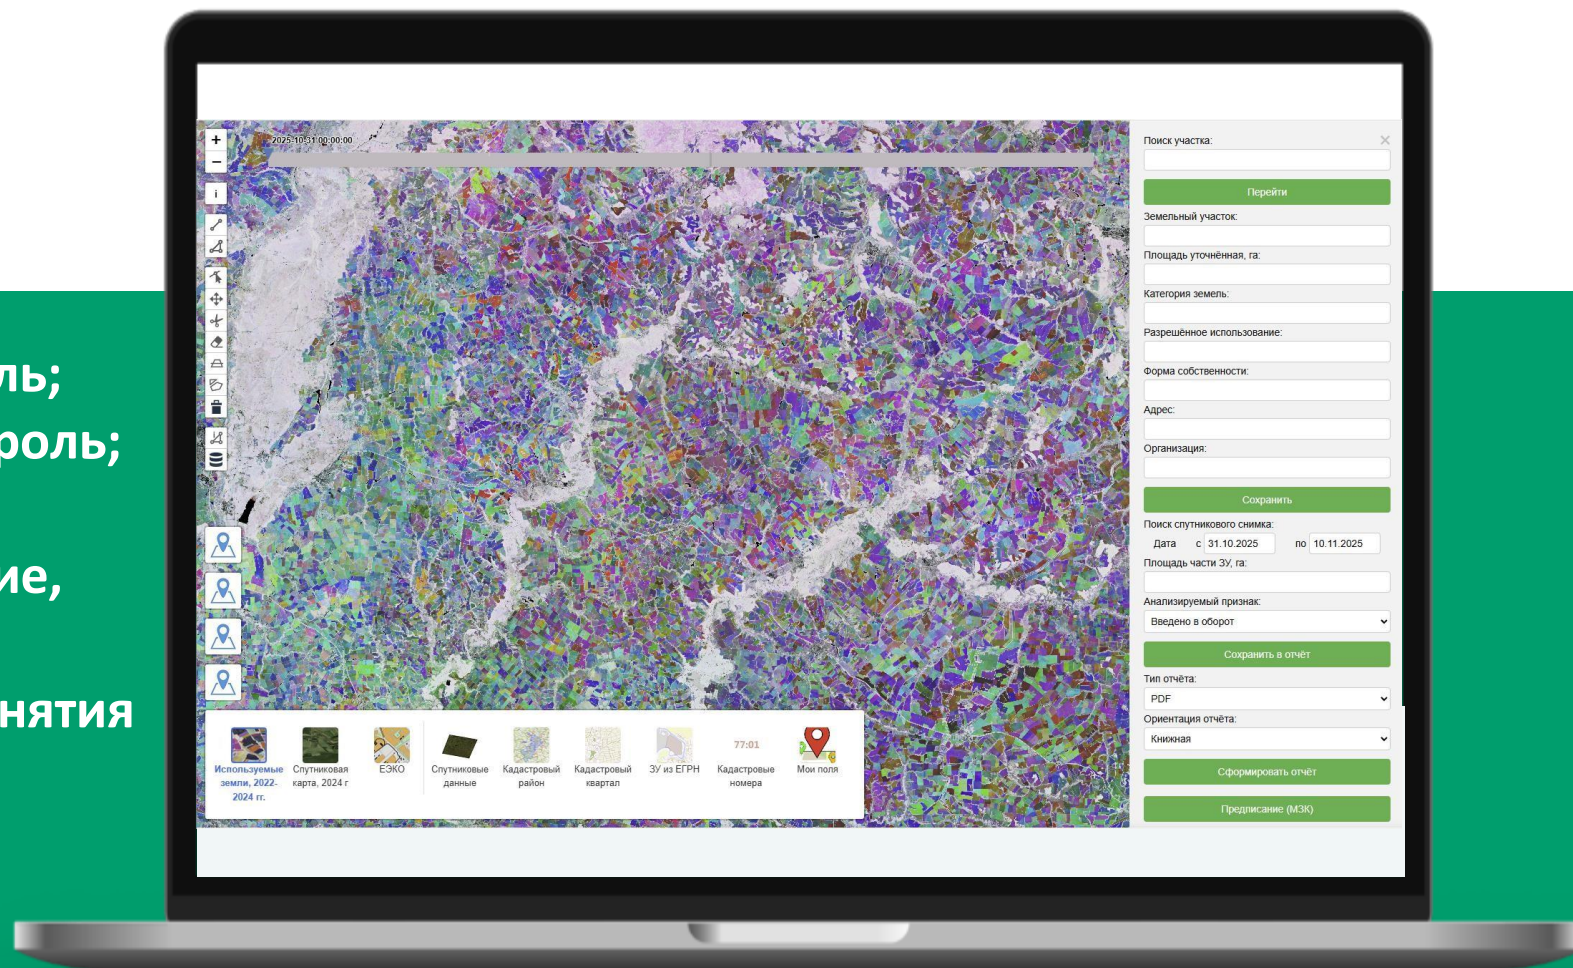 ль;
роль;
ие,
нятия
+
2025-10-31 00:00:00
−
i
Используемые земли, 2022-2024 гг.
Спутниковая карта, 2024 г
ЕЭКО
Спутниковые данные
Кадастровый район
Кадастровый квартал
ЗУ из ЕГРН
77:01
Кадастровые номера
Мои поля
Поиск участка: ×
Перейти
Земельный участок:
Площадь уточнённая, га:
Категория земель:
Разрешённое использование:
Форма собственности:
Адрес:
Организация:
Сохранить
Поиск спутникового снимка:
Дата с 31.10.2025 по 10.11.2025
Площадь части ЗУ, га:
Анализируемый признак:
Введено в оборот
Сохранить в отчёт
Тип отчёта:
PDF
Ориентация отчёта:
Книжная
Сформировать отчёт
Предписание (МЗК)